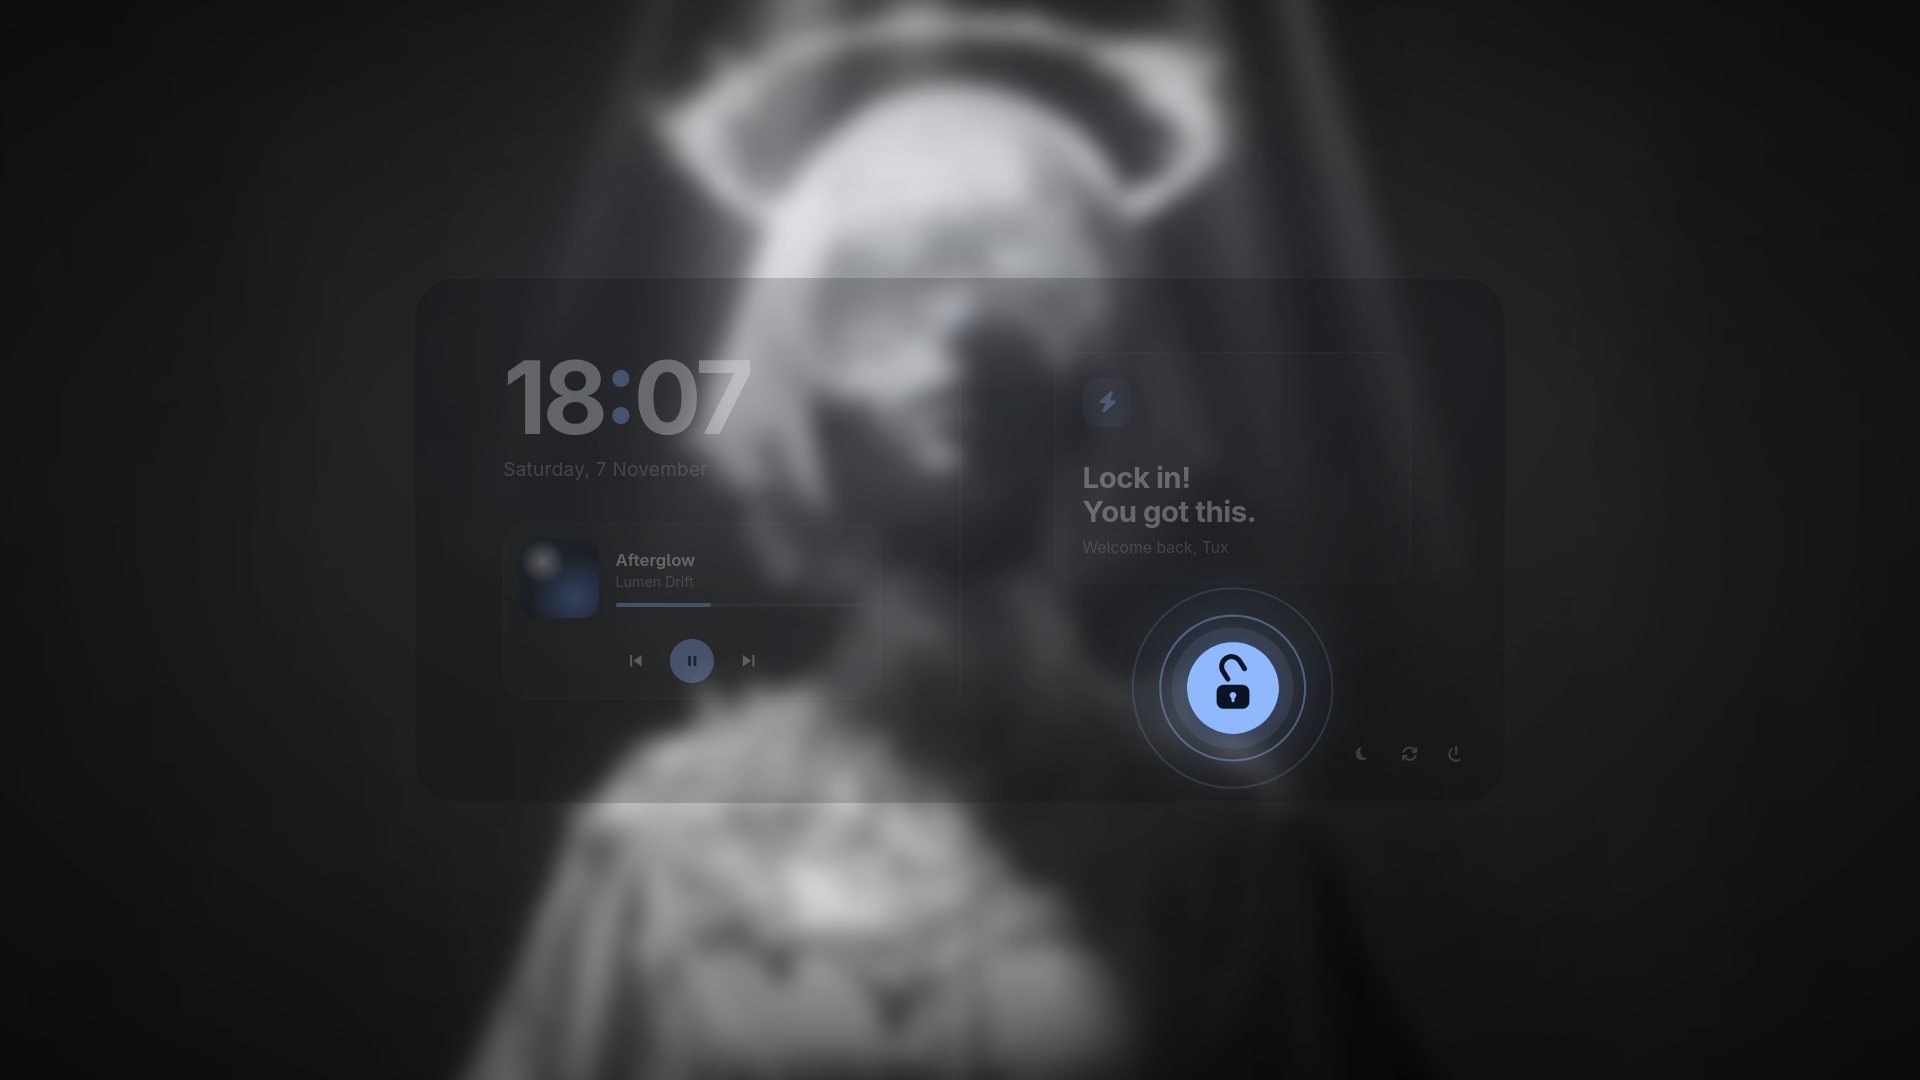 18:07
Saturday, 7 November
Afterglow
Lumen Drift
Lock in!
You got this.
Welcome back, Tux